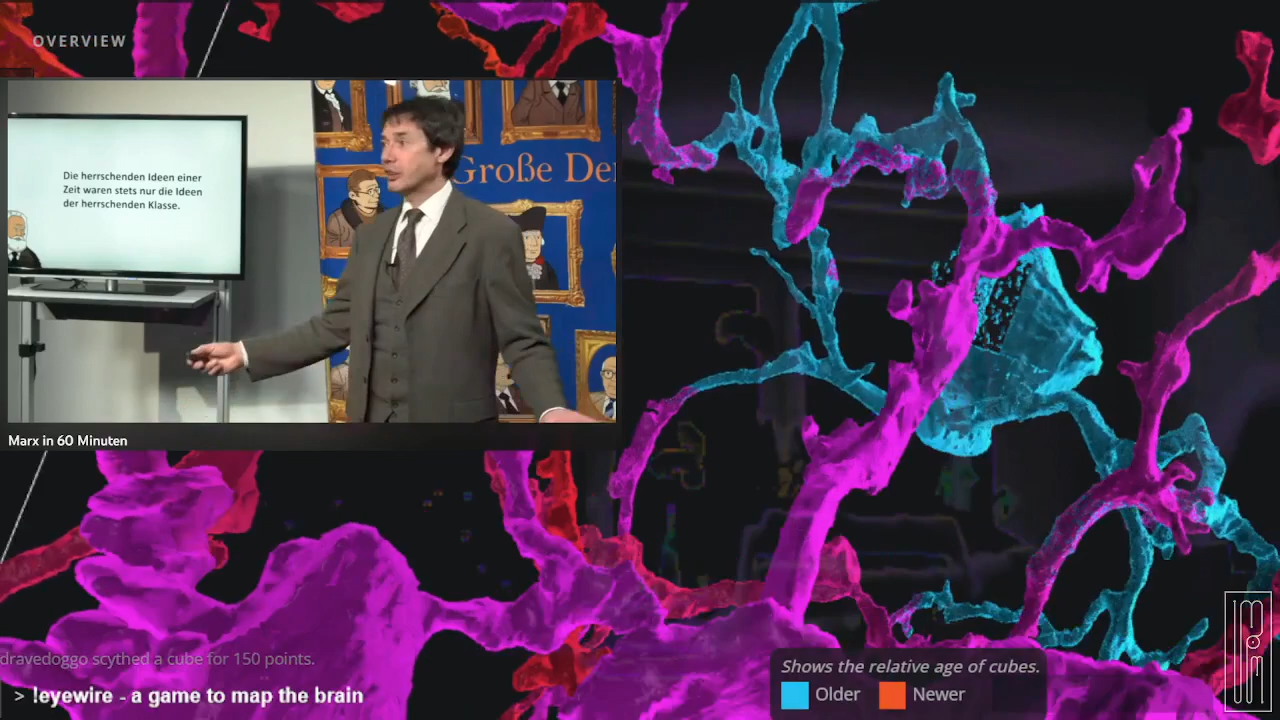 OVERVIEW
Die herrschenden Ideen einer
Zeit waren stets nur die Ideen
der herrschenden Klasse.
Große De
Marx in 60 Minuten
dravedoggo scythed a cube for 150 points.
> !eyewire - a game to map the brain
Shows the relative age of cubes.
Older
Newer